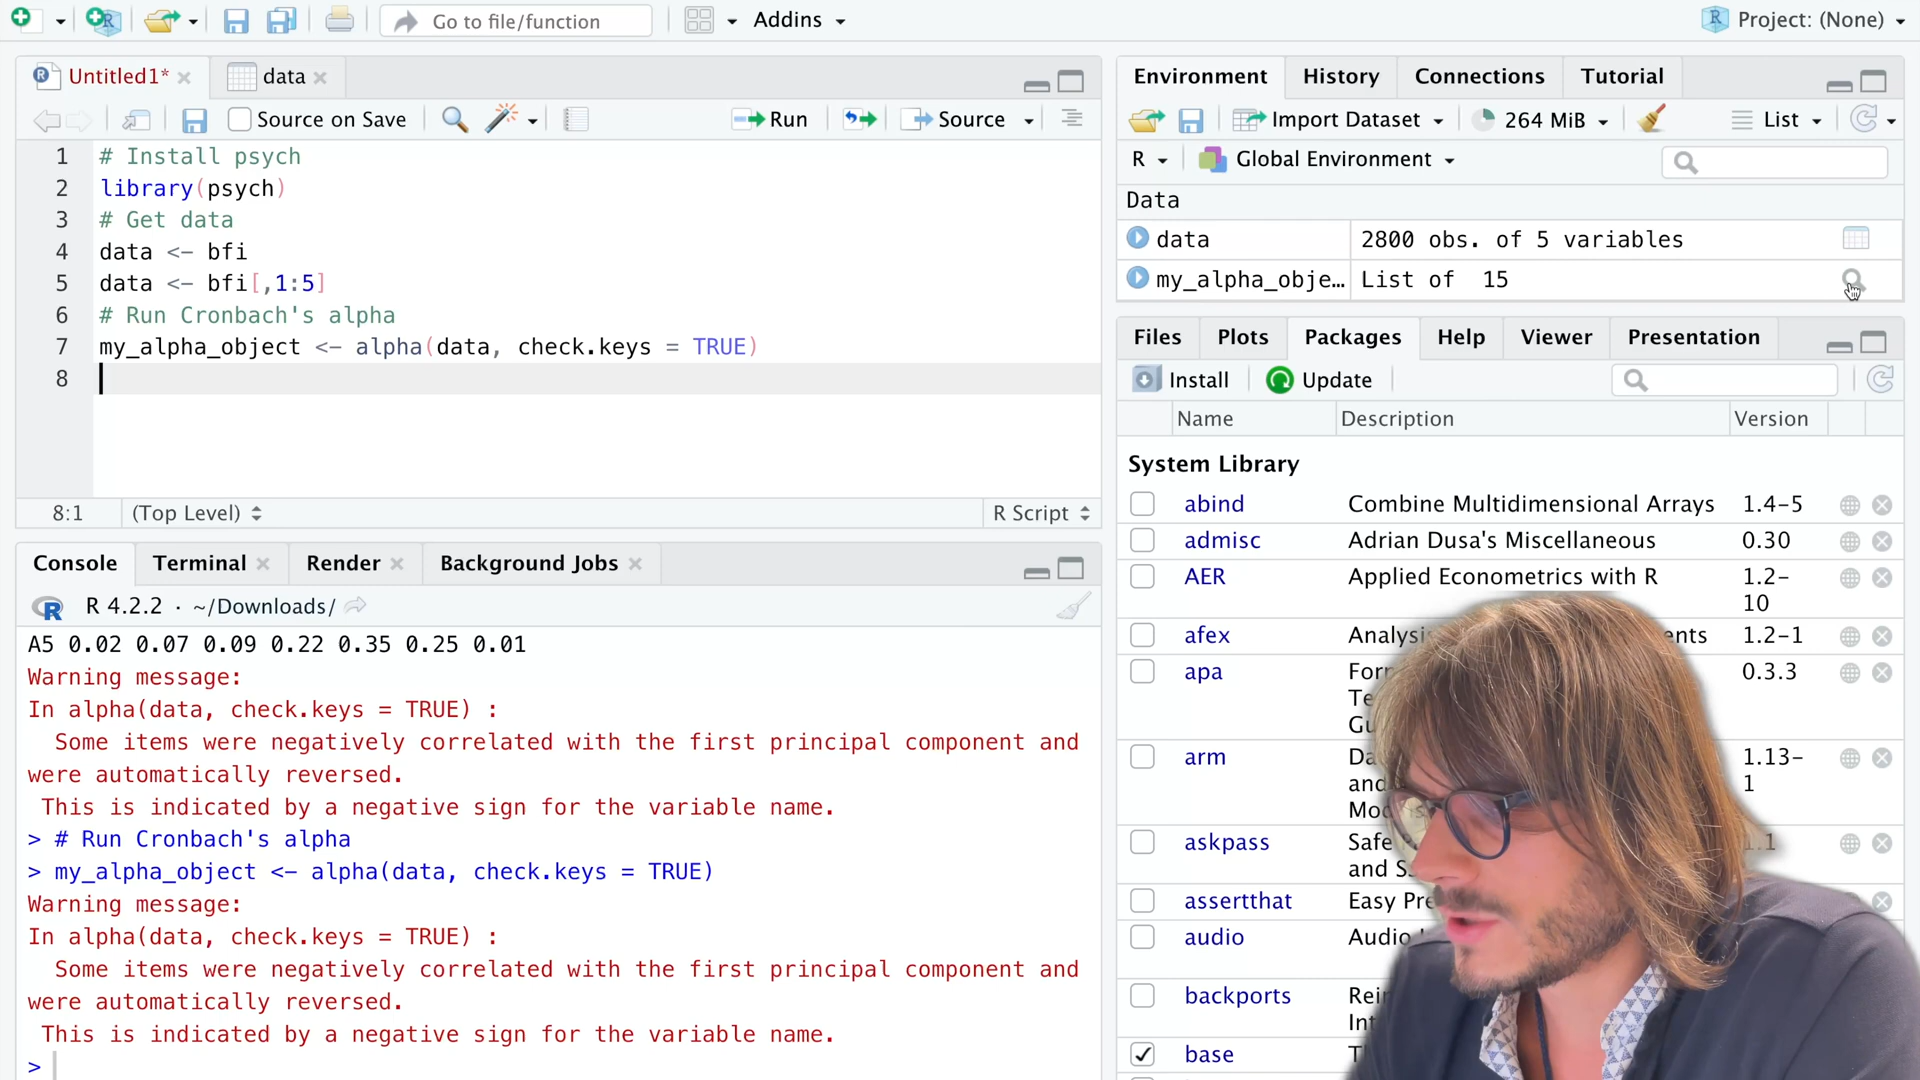 Go to file/function
Addins
Project: (None)
Untitled1*
data
Source on Save
Run
Source
1 # Install psych
2 library(psych)
3 # Get data
4 data <- bfi
5 data <- bfi[,1:5]
6 # Run Cronbach's alpha
7 my_alpha_object <- alpha(data, check.keys = TRUE)
8
8:1
(Top Level)
R Script
Console
Terminal
Render
Background Jobs
R 4.2.2 · ~/Downloads/
A5 0.02 0.07 0.09 0.22 0.35 0.25 0.01
Warning message:
In alpha(data, check.keys = TRUE) :
Some items were negatively correlated with the first principal component and
were automatically reversed.
This is indicated by a negative sign for the variable name.
> # Run Cronbach's alpha
> my_alpha_object <- alpha(data, check.keys = TRUE)
Warning message:
In alpha(data, check.keys = TRUE) :
Some items were negatively correlated with the first principal component and
were automatically reversed.
This is indicated by a negative sign for the variable name.
>
Environment
History
Connections
Tutorial
Import Dataset
264 MiB
List
R
Global Environment
Data
data 2800 obs. of 5 variables
my_alpha_obje… List of 15
Files
Plots
Packages
Help
Viewer
Presentation
Install
Update
Name Description Version
System Library
abind Combine Multidimensional Arrays 1.4-5
admisc Adrian Dusa's Miscellaneous 0.30
AER Applied Econometrics with R 1.2-
10
afex 1.2-1
apa 0.3.3
arm 1.13-
and 1
askpass Safe
and
assertthat Easy
audio Audio
backports
base